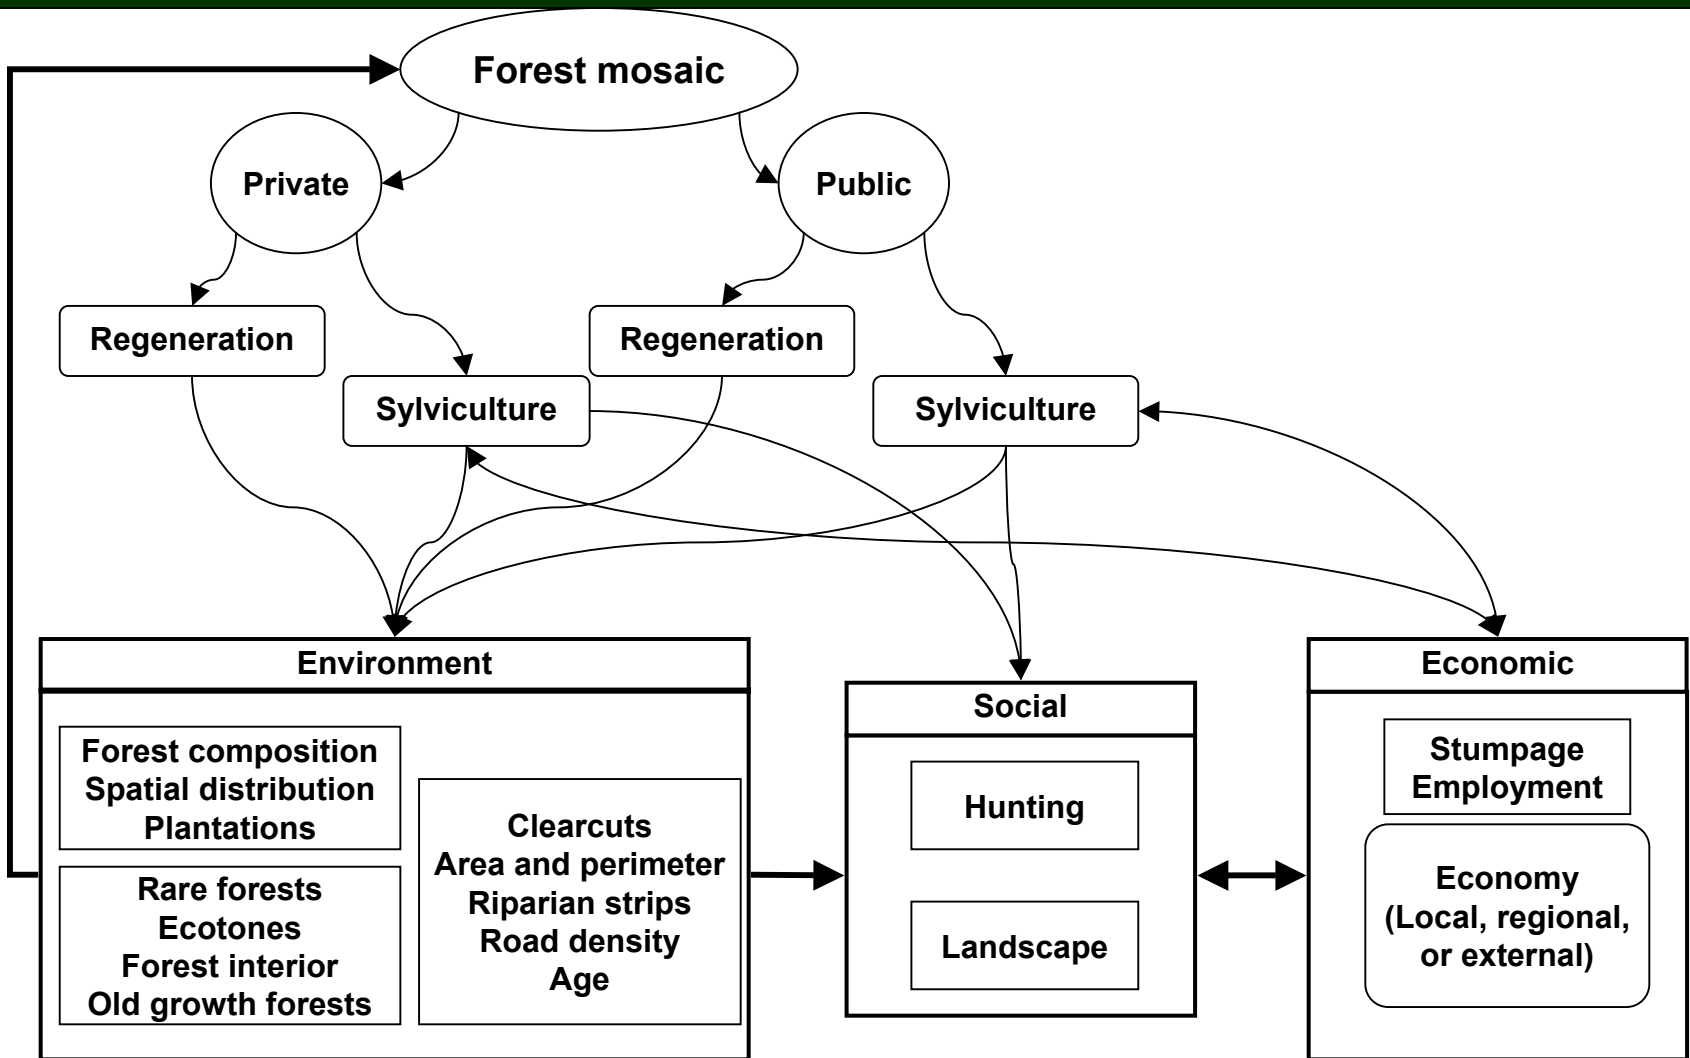 Forest mosaic
Private
Public
Regeneration
Regeneration
Sylviculture
Sylviculture
Environment
Forest composition
Spatial distribution
Plantations
Rare forests
Ecotones
Forest interior
Old growth forests
Clearcuts
Area and perimeter
Riparian strips
Road density
Age
Social
Hunting
Landscape
Economic
Stumpage
Employment
Economy
(Local, regional,
or external)